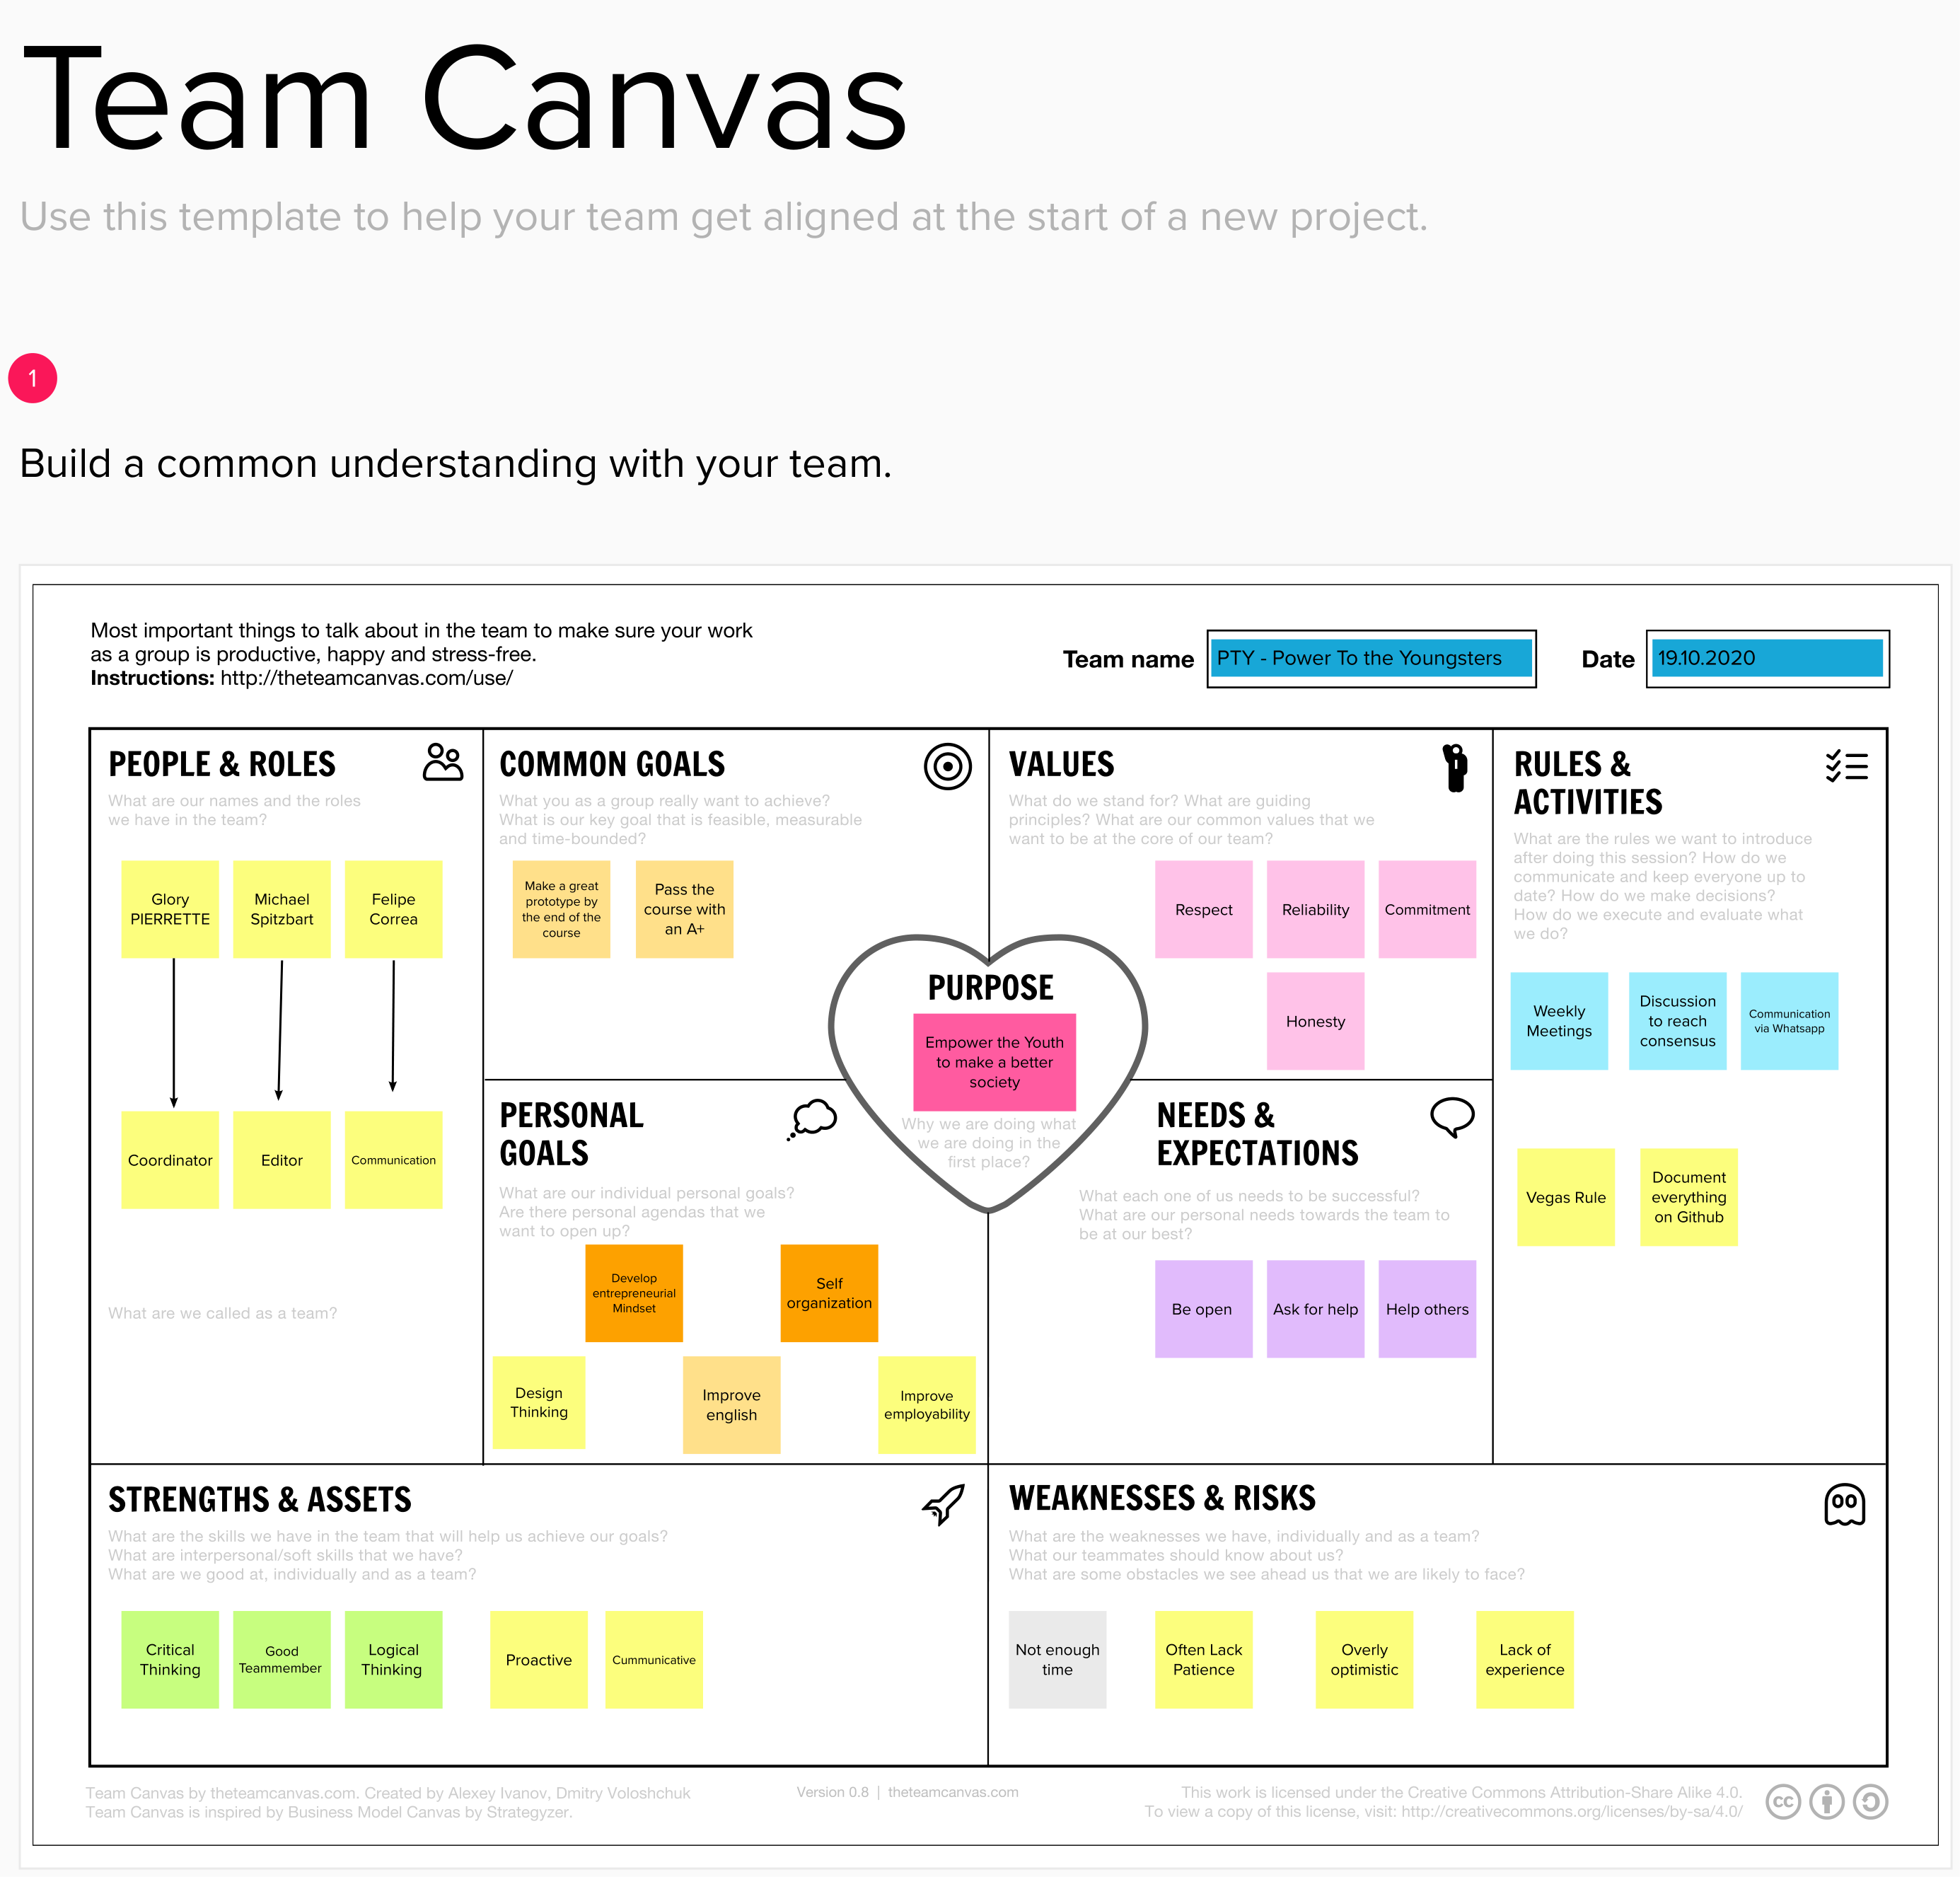 Team Canvas
Use this template to help your team get aligned at the start of a new project.
1
Build a common understanding with your team.
Most important things to talk about in the team to make sure your work
as a group is productive, happy and stress-free.
Instructions: http://theteamcanvas.com/use/
Team name
PTY - Power To the Youngsters
Date
19.10.2020
PEOPLE & ROLES
What are our names and the roles
we have in the team?
Glory
PIERRETTE
Michael
Spitzbart
Felipe
Correa
Coordinator
Editor
Communication
What are we called as a team?
COMMON GOALS
What you as a group really want to achieve?
What is our key goal that is feasible, measurable
and time-bounded?
Make a great
prototype by
the end of the
course
Pass the
course with
an A+
PURPOSE
Empower the Youth
to make a better
society
Why we are doing what
we are doing in the
first place?
VALUES
What do we stand for? What are guiding
principles? What are our common values that we
want to be at the core of our team?
Respect
Reliability
Commitment
Honesty
RULES &
ACTIVITIES
What are the rules we want to introduce
after doing this session? How do we
communicate and keep everyone up to
date? How do we make decisions?
How do we execute and evaluate what
we do?
Weekly
Meetings
Discussion
to reach
consensus
Communication
via Whatsapp
Vegas Rule
Document
everything
on Github
PERSONAL
GOALS
What are our individual personal goals?
Are there personal agendas that we
want to open up?
Develop
entrepreneurial
Mindset
Self
organization
Design
Thinking
Improve
english
Improve
employability
NEEDS &
EXPECTATIONS
What each one of us needs to be successful?
What are our personal needs towards the team to
be at our best?
Be open
Ask for help
Help others
STRENGTHS & ASSETS
What are the skills we have in the team that will help us achieve our goals?
What are interpersonal/soft skills that we have?
What are we good at, individually and as a team?
Critical
Thinking
Good
Teammember
Logical
Thinking
Proactive
Cummunicative
WEAKNESSES & RISKS
What are the weaknesses we have, individually and as a team?
What our teammates should know about us?
What are some obstacles we see ahead us that we are likely to face?
Not enough
time
Often Lack
Patience
Overly
optimistic
Lack of
experience
Team Canvas by theteamcanvas.com. Created by Alexey Ivanov, Dmitry Voloshchuk
Team Canvas is inspired by Business Model Canvas by Strategyzer.
Version 0.8 | theteamcanvas.com
This work is licensed under the Creative Commons Attribution-Share Alike 4.0.
To view a copy of this license, visit: http://creativecommons.org/licenses/by-sa/4.0/
cc